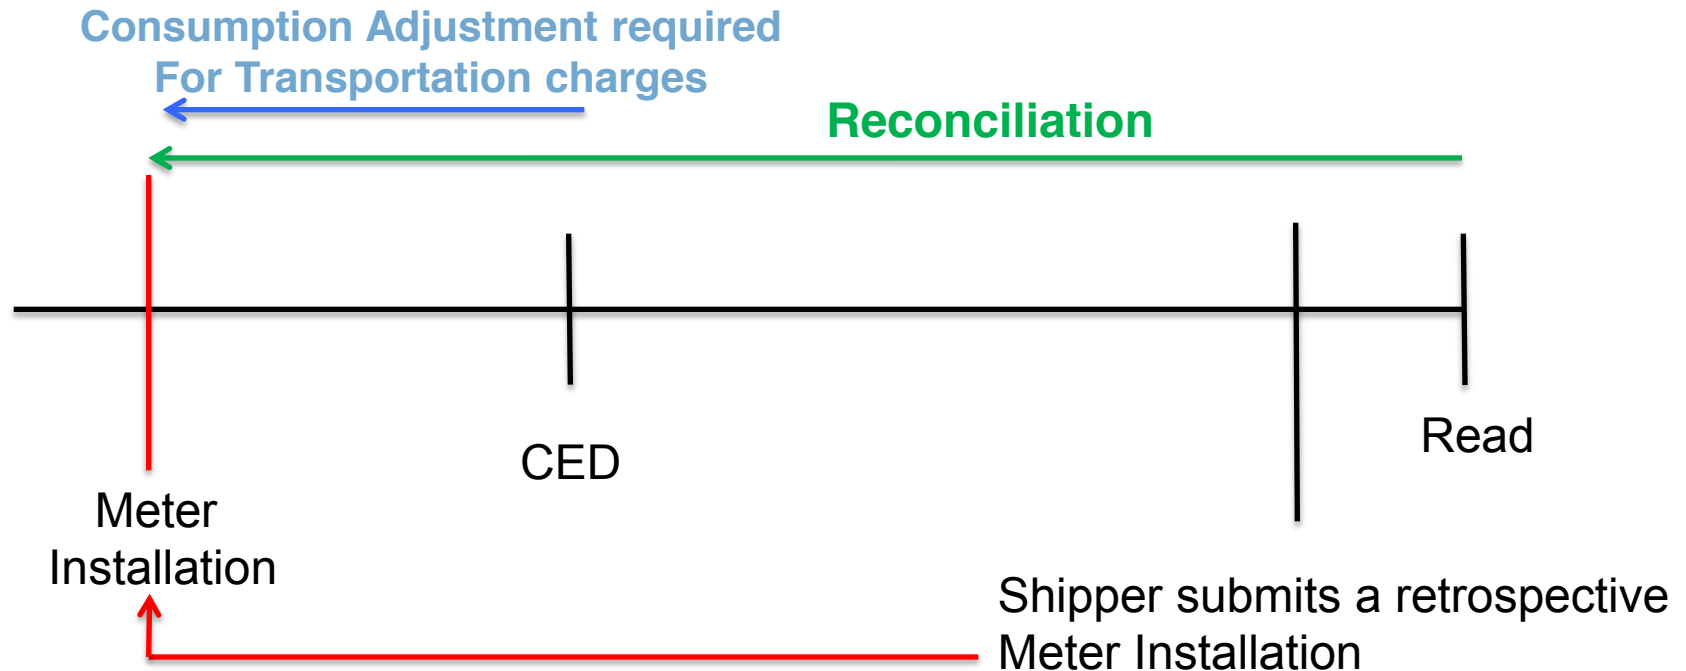 Consumption Adjustment required
For Transportation charges
Reconciliation
CED
Read
Meter
Installation
Shipper submits a retrospective
Meter Installation